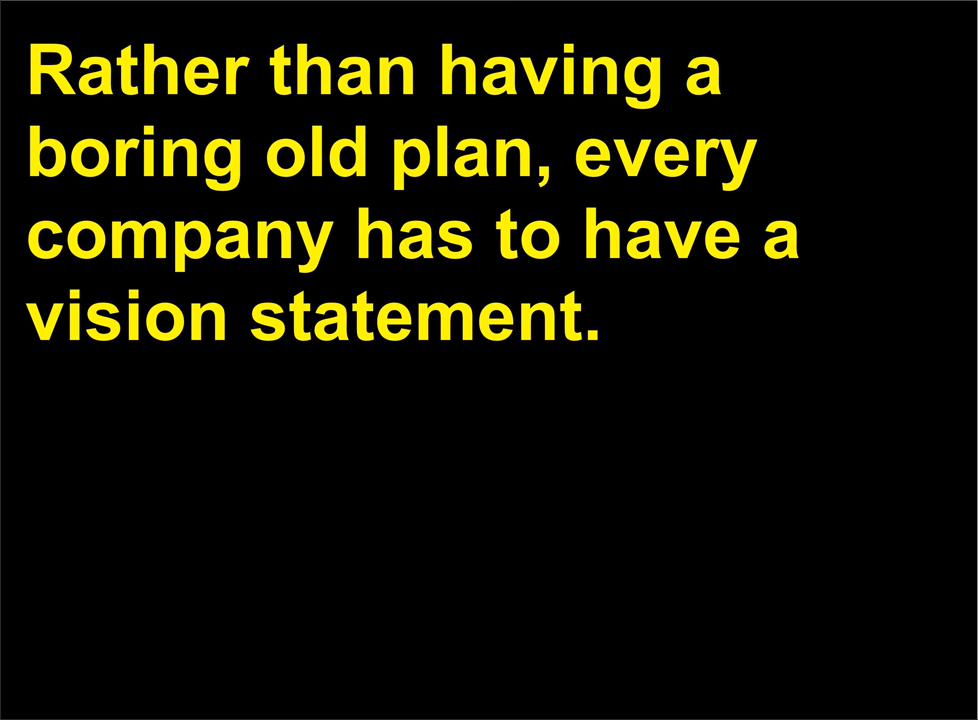 Rather than having a
boring old plan, every
company has to have a
vision statement.